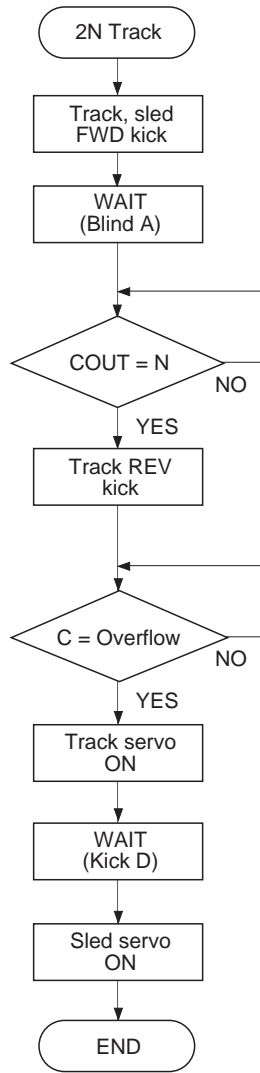 2N Track
Track, sled
FWD kick
WAIT
(Blind A)
COUT = N
NO
YES
Track REV
kick
C = Overflow
NO
YES
Track servo
ON
WAIT
(Kick D)
Sled servo
ON
END